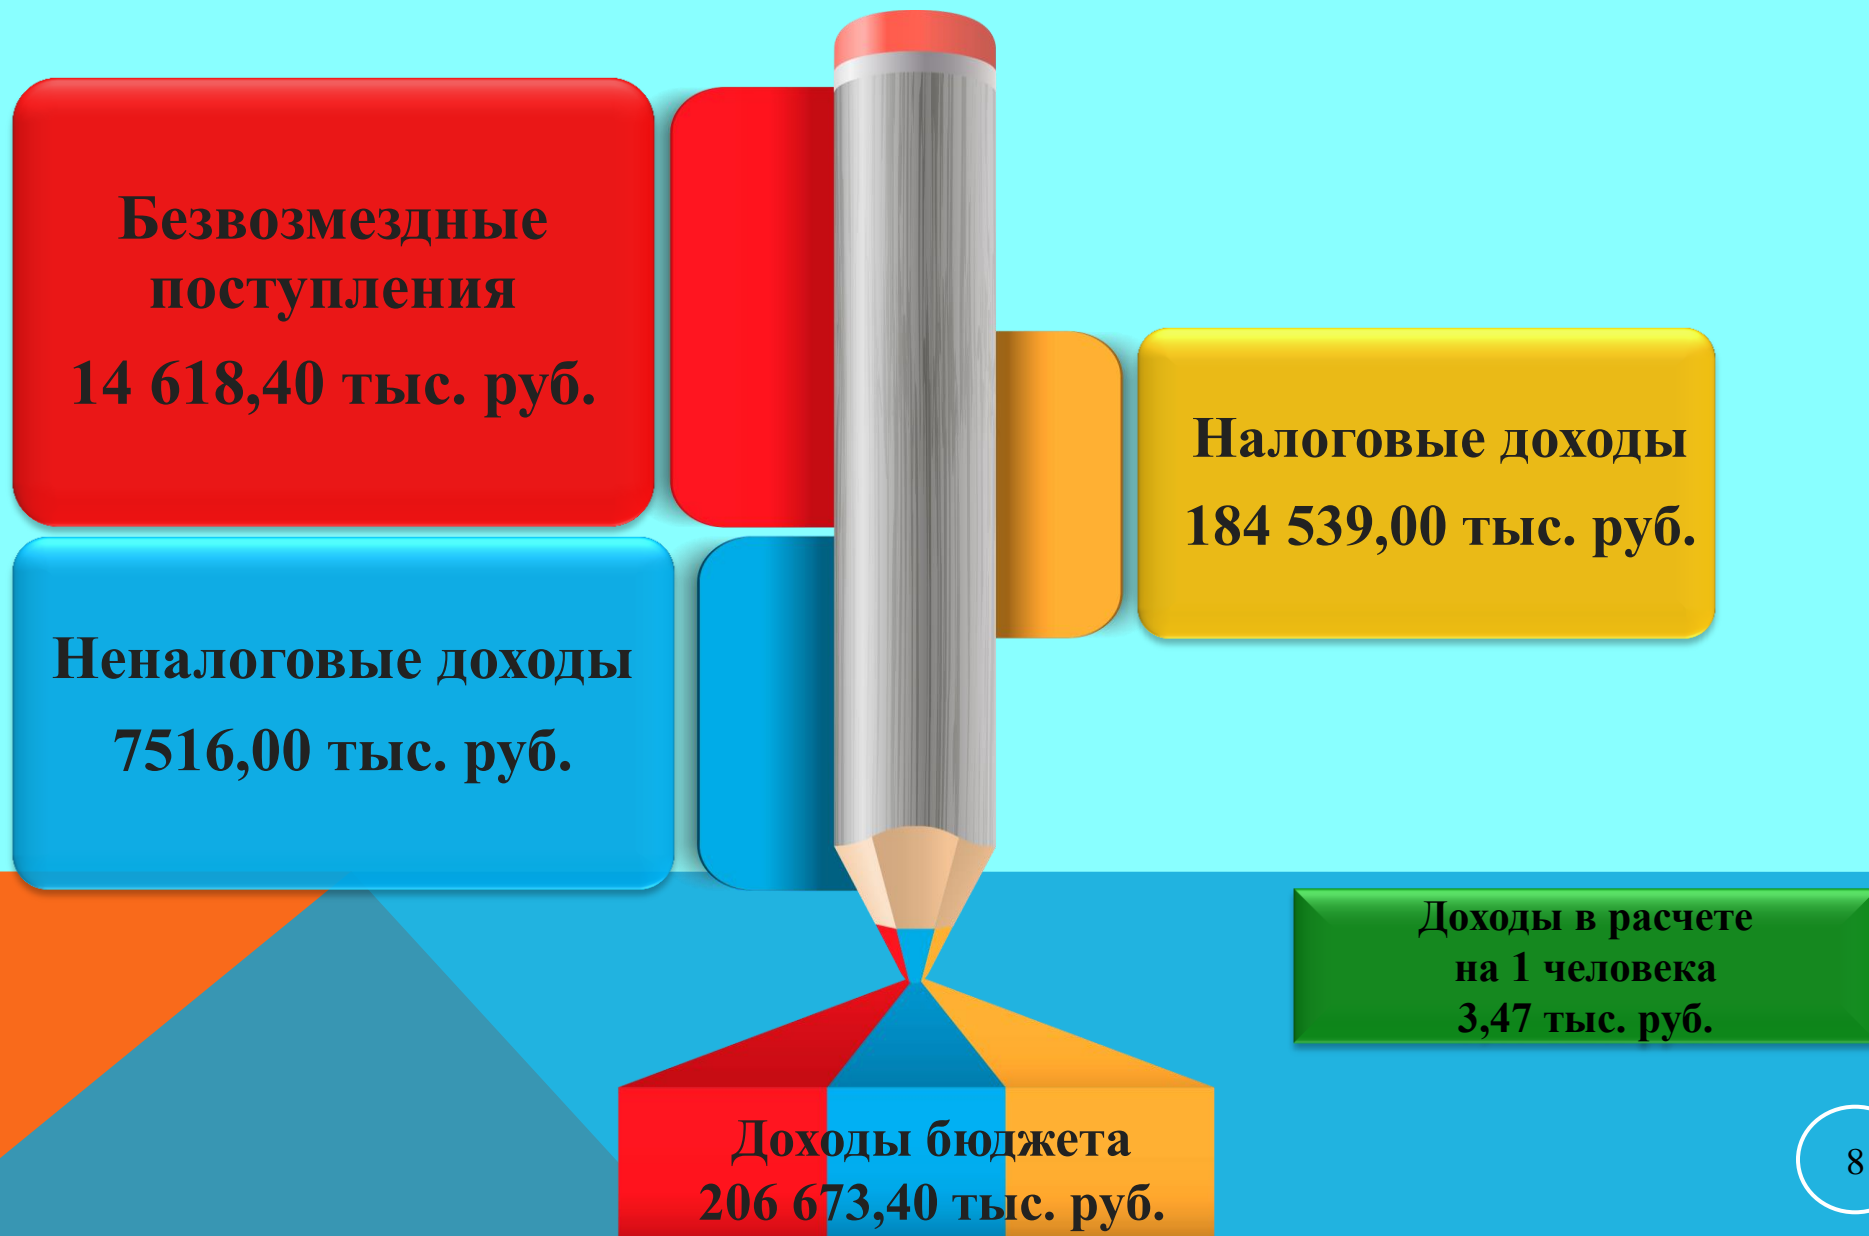 Безвозмездные
поступления
14 618,40 тыс. руб.
Налоговые доходы
184 539,00 тыс. руб.
Неналоговые доходы
7516,00 тыс. руб.
Доходы в расчете
на 1 человека
3,47 тыс. руб.
Доходы бюджета
206 673,40 тыс. руб.
8